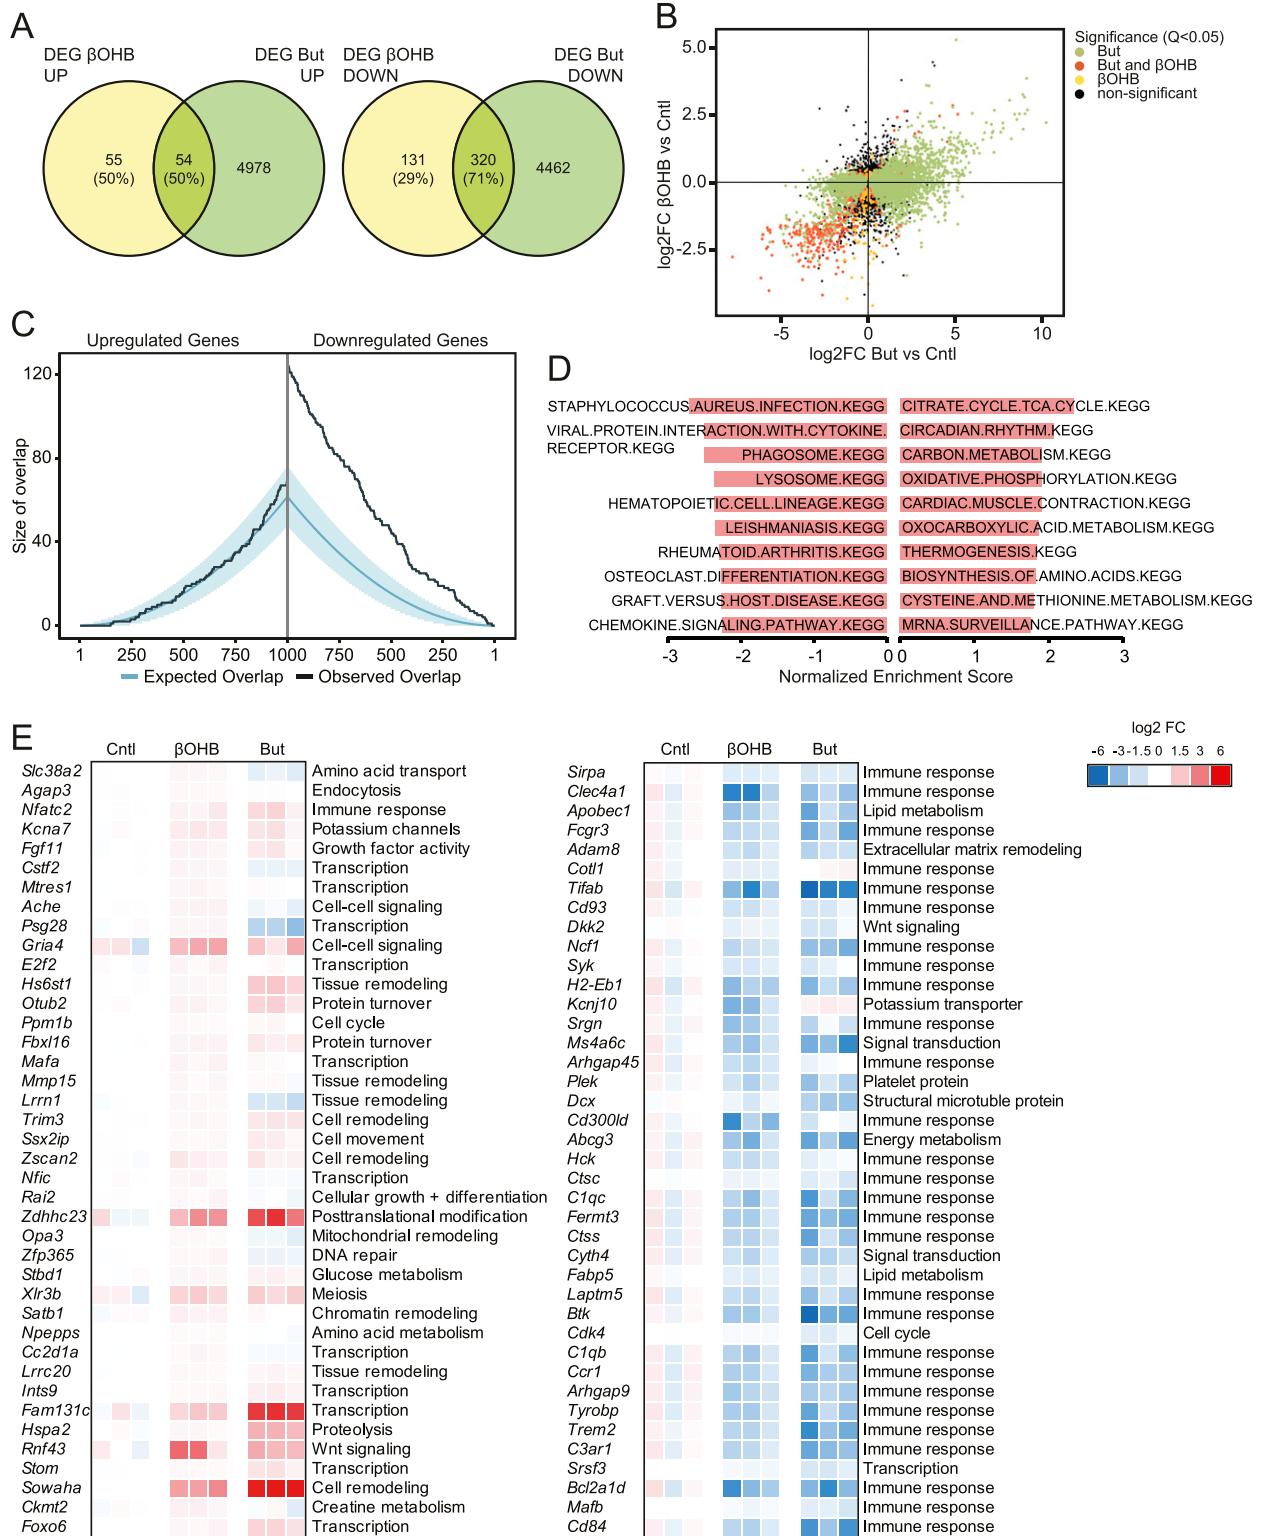 A
DEG βOHB
UP
DEG But
UP
55
(50%)
54
(50%)
4978
DEG βOHB
DOWN
DEG But
DOWN
131
(29%)
320
(71%)
4462
B
log2FC βOHB vs Cntl
5.0
2.5
0.0
-2.5
-5
0
5
10
log2FC But vs Cntl
Significance (Q<0.05)
But
But and βOHB
βOHB
non-significant
C
Upregulated Genes
Downregulated Genes
Size of overlap
120
80
40
0
1 250 500 750 1000 750 500 250 1
Expected Overlap
Observed Overlap
D
STAPHYLOCOCCUS.AUREUS.INFECTION.KEGG
VIRAL.PROTEIN.INTERACTION.WITH.CYTOKINE.
RECEPTOR.KEGG
PHAGOSOME.KEGG
LYSOSOME.KEGG
HEMATOPOIETIC.CELL.LINEAGE.KEGG
LEISHMANIASIS.KEGG
RHEUMATOID.ARTHRITIS.KEGG
OSTEOCLAST.DIFFERENTIATION.KEGG
GRAFT.VERSUS.HOST.DISEASE.KEGG
CHEMOKINE.SIGNALING.PATHWAY.KEGG
CITRATE.CYCLE.TCA.CYCLE.KEGG
CIRCADIAN.RHYTHM.KEGG
CARBON.METABOLISM.KEGG
OXIDATIVE.PHOSPHORYLATION.KEGG
CARDIAC.MUSCLE.CONTRACTION.KEGG
OXOCARBOXYLIC.ACID.METABOLISM.KEGG
THERMOGENESIS.KEGG
BIOSYNTHESIS.OF.AMINO.ACIDS.KEGG
CYSTEINE.AND.METHIONINE.METABOLISM.KEGG
MRNA.SURVEILLANCE.PATHWAY.KEGG
-3 -2 -1 0 0 1 2 3
Normalized Enrichment Score
E
Cntl βOHB But
Slc38a2 Amino acid transport
Agap3 Endocytosis
Nfatc2 Immune response
Kcna7 Potassium channels
Fgf11 Growth factor activity
Cstf2 Transcription
Mtres1 Transcription
Ache Cell-cell signaling
Psg28 Transcription
Gria4 Cell-cell signaling
E2f2 Transcription
Hs6st1 Tissue remodeling
Otub2 Protein turnover
Ppm1b Cell cycle
Fbxl16 Protein turnover
Mafa Transcription
Mmp15 Tissue remodeling
Lrrn1 Tissue remodeling
Trim3 Cell remodeling
Ssx2ip Cell movement
Zscan2 Cell remodeling
Nfic Transcription
Rai2 Cellular growth + differentiation
Zdhhc23 Posttranslational modification
Opa3 Mitochondrial remodeling
Zfp365 DNA repair
Stbd1 Glucose metabolism
Xlr3b Meiosis
Satb1 Chromatin remodeling
Npepps Amino acid metabolism
Cc2d1a Transcription
Lrrc20 Tissue remodeling
Ints9 Transcription
Fam131c Transcription
Hspa2 Proteolysis
Rnf43 Wnt signaling
Stom Transcription
Sowaha Cell remodeling
Ckmt2 Creatine metabolism
Foxo6 Transcription
Cntl βOHB But
Sirpa Immune response
Clec4a1 Immune response
Apobec1 Lipid metabolism
Fcgr3 Immune response
Adam8 Extracellular matrix remodeling
Cotl1 Immune response
Tifab Immune response
Cd93 Immune response
Dkk2 Wnt signaling
Ncf1 Immune response
Syk Immune response
H2-Eb1 Immune response
Kcnj10 Potassium transporter
Srgn Immune response
Ms4a6c Signal transduction
Arhgap45 Immune response
Plek Platelet protein
Dcx Structural microtuble protein
Cd300ld Immune response
Abcg3 Energy metabolism
Hck Immune response
Ctsc Immune response
C1qc Immune response
Fermt3 Immune response
Ctss Immune response
Cyth4 Signal transduction
Fabp5 Lipid metabolism
Laptm5 Immune response
Btk Immune response
Cdk4 Cell cycle
C1qb Immune response
Ccr1 Immune response
Arhgap9 Immune response
Tyrobp Immune response
Trem2 Immune response
C3ar1 Immune response
Srsf3 Transcription
Bcl2a1d Immune response
Mafb Immune response
Cd84 Immune response
log2 FC
-6 -3 -1.5 0 1.5 3 6